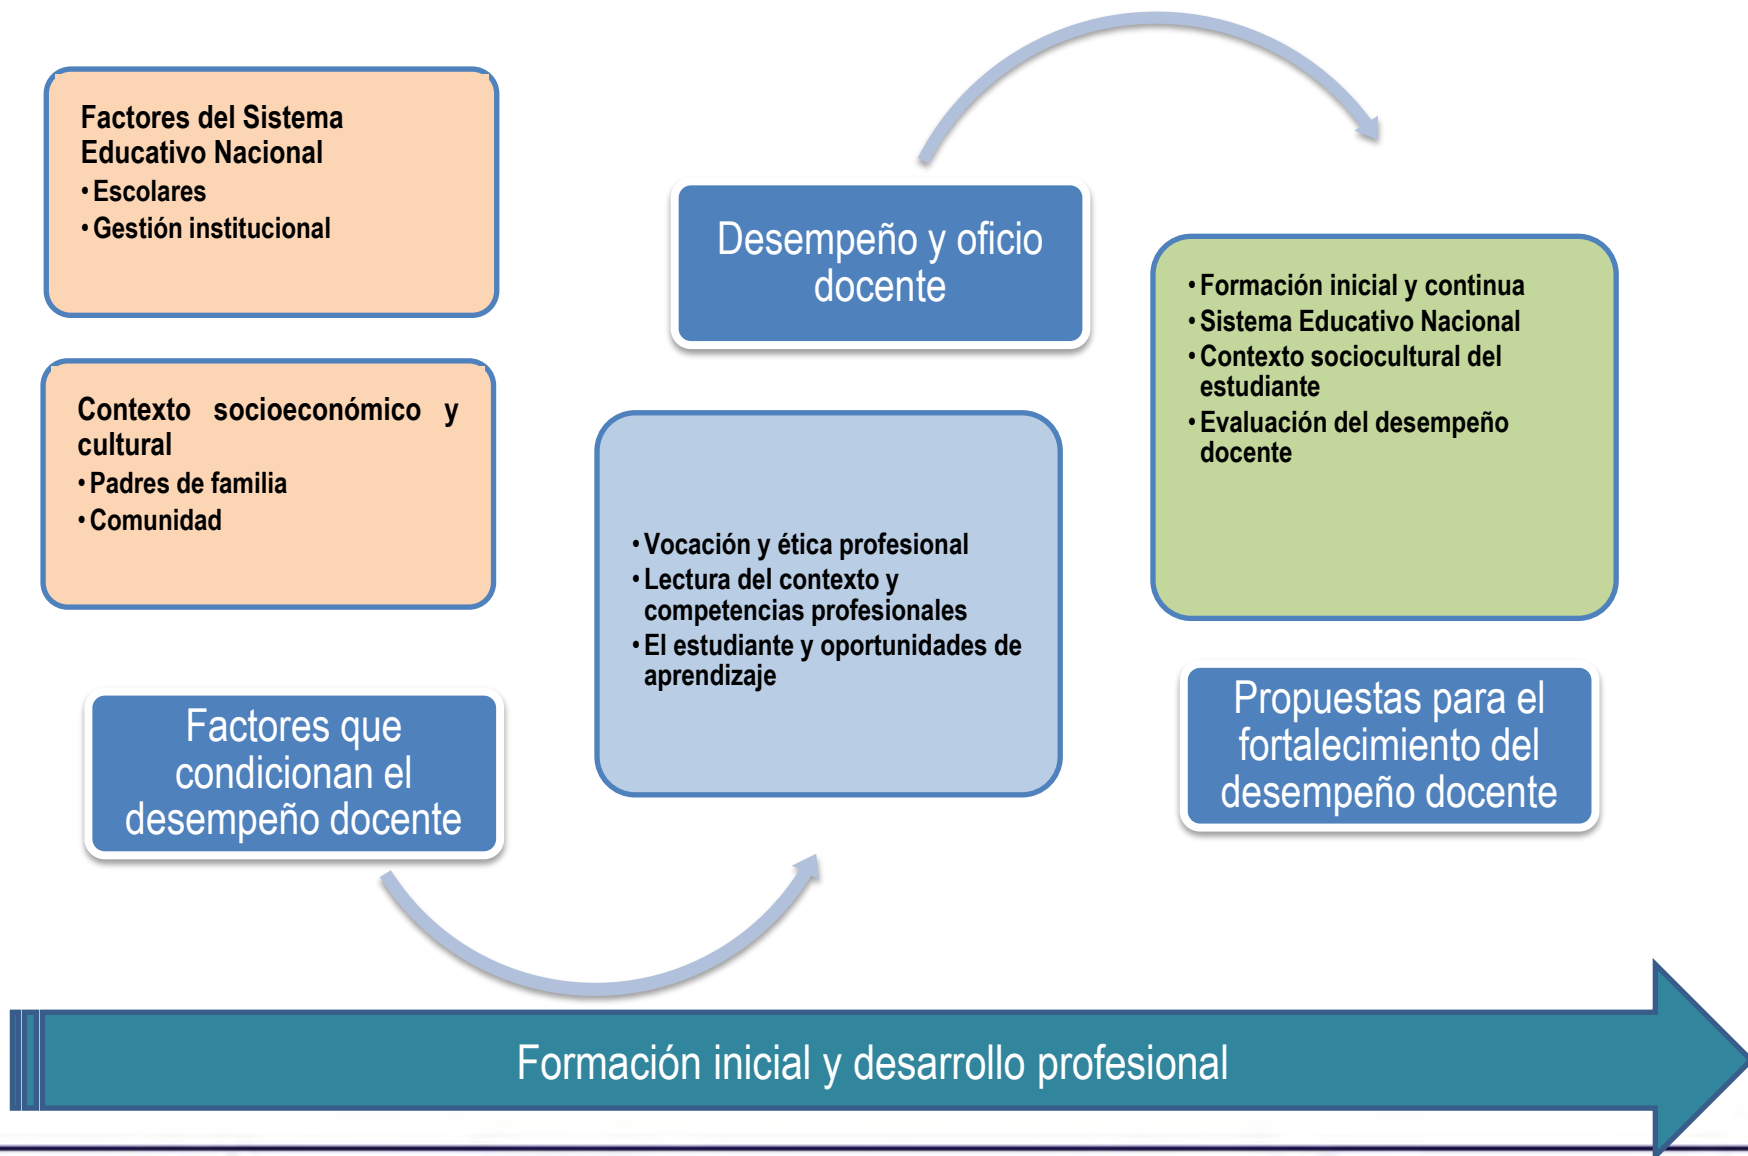 Factores del Sistema
Educativo Nacional
• Escolares
• Gestión institucional
Contexto socioeconómico y
cultural
• Padres de familia
• Comunidad
Factores que
condicionan el
desempeño docente
Desempeño y oficio
docente
• Vocación y ética profesional
• Lectura del contexto y
competencias profesionales
• El estudiante y oportunidades de
aprendizaje
• Formación inicial y continua
• Sistema Educativo Nacional
• Contexto sociocultural del
estudiante
• Evaluación del desempeño
docente
Propuestas para el
fortalecimiento del
desempeño docente
Formación inicial y desarrollo profesional